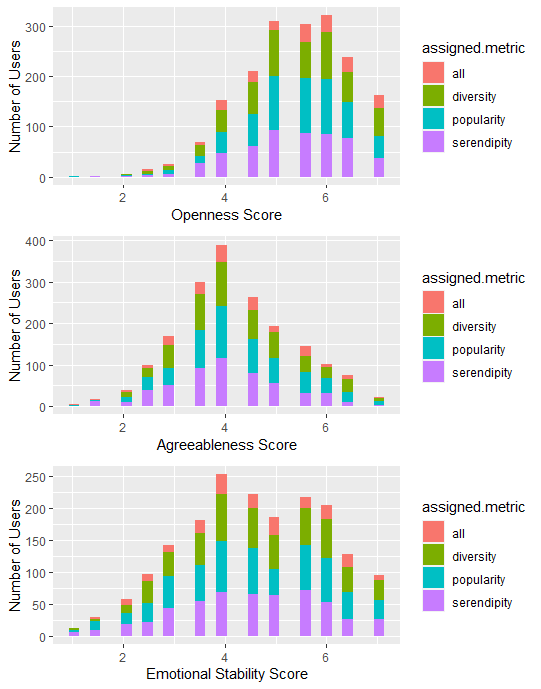 Number of Users
300
200
100
0
2
4
6
Openness Score
assigned.metric
all
diversity
popularity
serendipity
Number of Users
400
300
200
100
0
2
4
6
Agreeableness Score
assigned.metric
all
diversity
popularity
serendipity
Number of Users
250
200
150
100
50
0
2
4
6
Emotional Stability Score
assigned.metric
all
diversity
popularity
serendipity